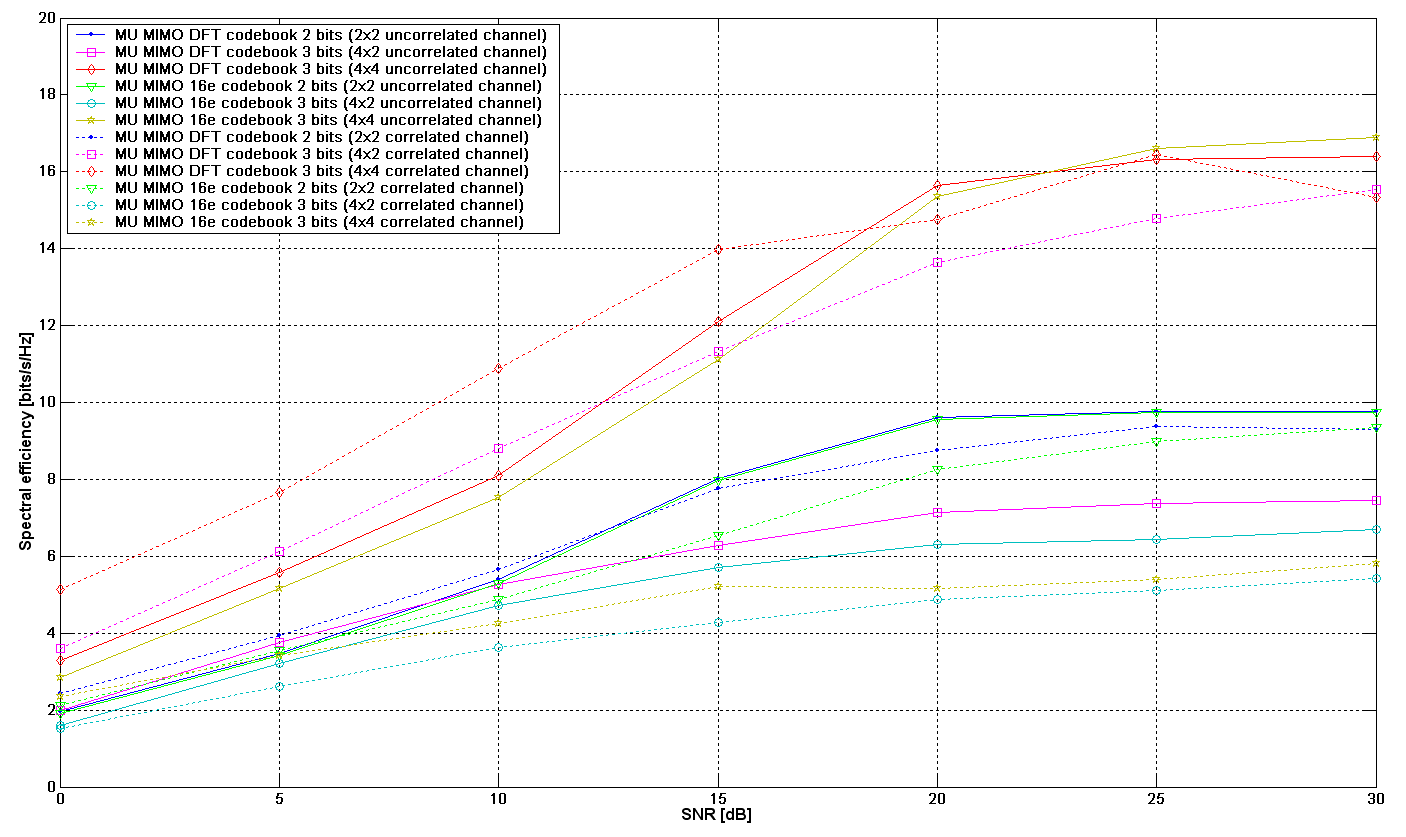 20
18
16
14
12
10
8
6
4
2
0
Spectral efficiency [bits/s/Hz]
MU MIMO DFT codebook 2 bits (2x2 uncorrelated channel)
MU MIMO DFT codebook 3 bits (4x2 uncorrelated channel)
MU MIMO DFT codebook 3 bits (4x4 uncorrelated channel)
MU MIMO 16e codebook 2 bits (2x2 uncorrelated channel)
MU MIMO 16e codebook 3 bits (4x2 uncorrelated channel)
MU MIMO 16e codebook 3 bits (4x4 uncorrelated channel)
MU MIMO DFT codebook 2 bits (2x2 correlated channel)
MU MIMO DFT codebook 3 bits (4x2 correlated channel)
MU MIMO DFT codebook 3 bits (4x4 correlated channel)
MU MIMO 16e codebook 2 bits (2x2 correlated channel)
MU MIMO 16e codebook 3 bits (4x2 correlated channel)
MU MIMO 16e codebook 3 bits (4x4 correlated channel)
0 5 10 15 20 25 30
SNR [dB]